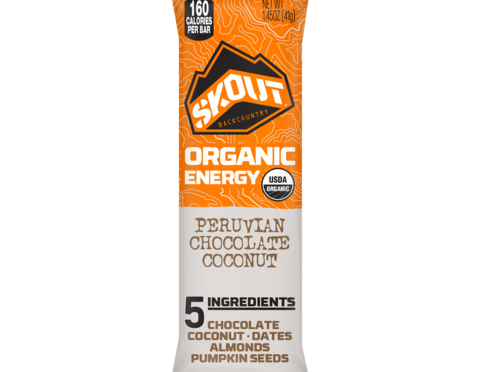 160
CALORIES
PER BAR
NET WT
1.45OZ (41g)
SKOUT
BACKCOUNTRY
ORGANIC
ENERGY
USDA
ORGANIC
PERUVIAN
CHOCOLATE
COCONUT
5 INGREDIENTS
CHOCOLATE
COCONUT · DATES
ALMONDS
PUMPKIN SEEDS